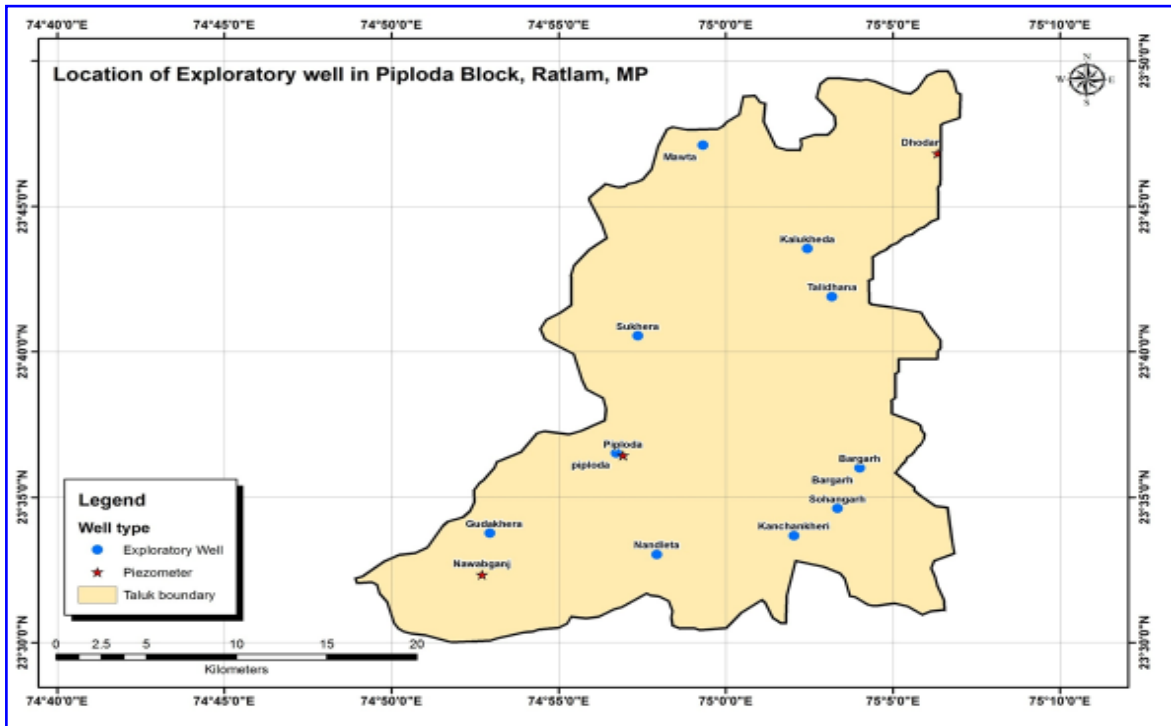 74°40'0"E 74°45'0"E 74°50'0"E 74°55'0"E 75°0'0"E 75°5'0"E 75°10'0"E
Location of Exploratory well in Piploda Block, Ratlam, MP
N
W E
S
23°50'0"N
Dhodar
Mawta
23°45'0"N 23°45'0"N
Kalukheda
Talidhana
Sukhera
23°40'0"N 23°40'0"N
Piploda
piploda
Bargarh
Bargarh
23°35'0"N 23°35'0"N
Sohangarh
Gudakhera
Kanchankheri
Nandleta
Nawabganj
Legend
Well type
Exploratory Well
Piezometer
Taluk boundary
23°30'0"N 23°30'0"N
0 2.5 5 10 15 20
Kilometers
74°40'0"E 74°45'0"E 74°50'0"E 74°55'0"E 75°0'0"E 75°5'0"E 75°10'0"E